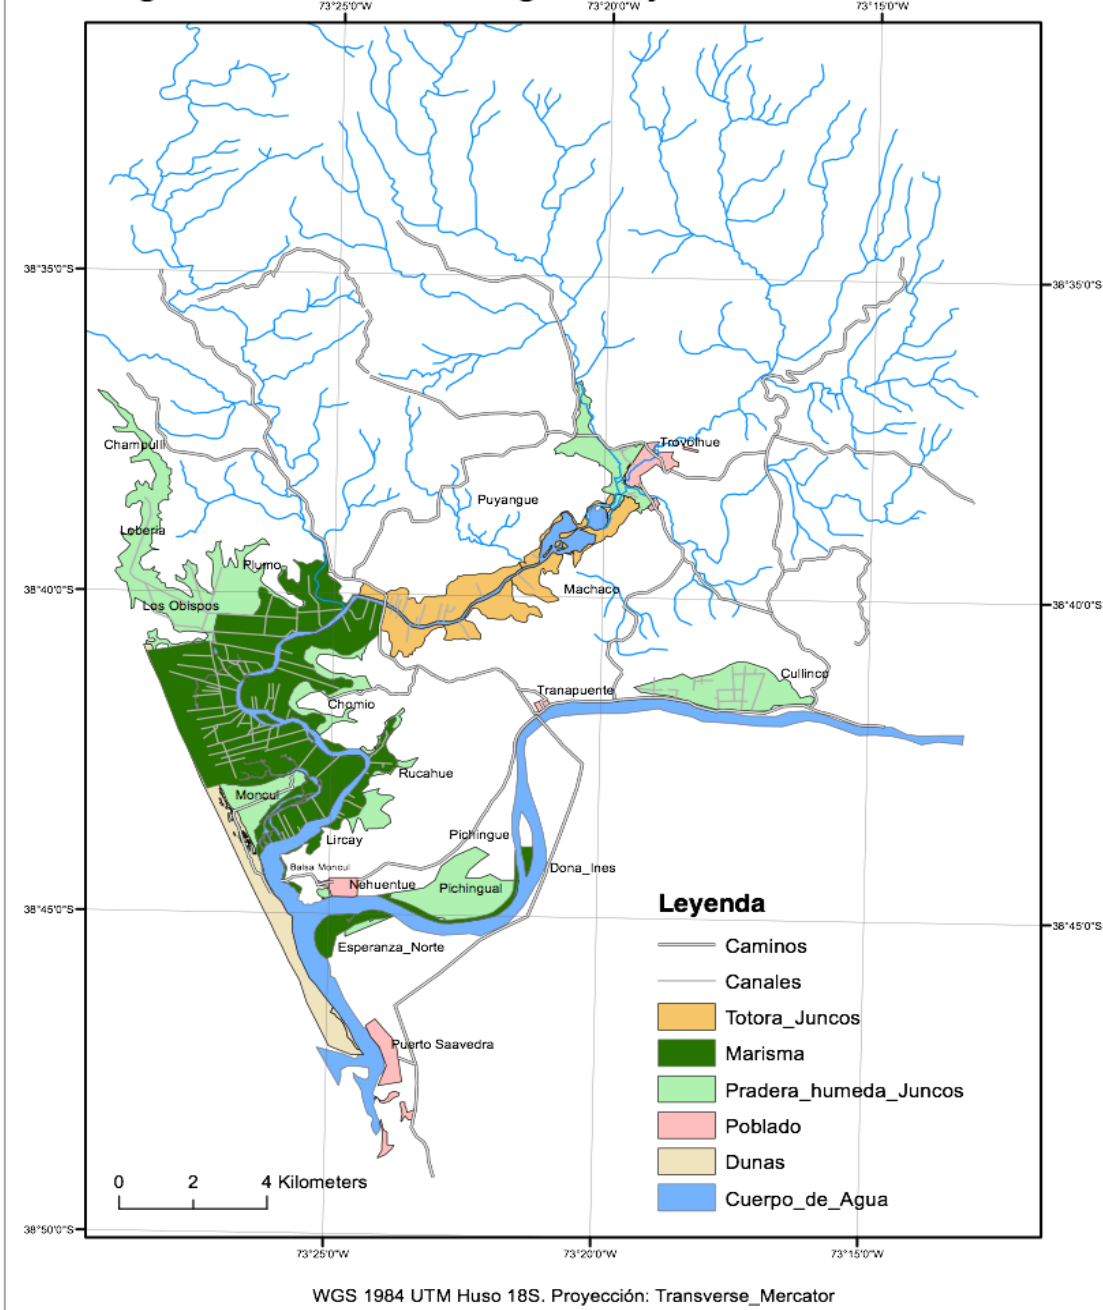 73°25'0"W 73°20'0"W 73°15'0"W
38°35'0"S 38°35'0"S
Champulli
Trovolhue
Puyangue
Loberia
Plumo
38°40'0"S Los Obispos Machaco 38°40'0"S
Cullinco
Tranapuente
Chomio
Rucahue
Moncul
Pichingue
Lircay
Balsa Moncul Dona_Ines
Nehuentue Pichingual
38°45'0"S 38°45'0"S
Esperanza_Norte
Puerto Saavedra
Leyenda
Caminos
Canales
Totora_Juncos
Marisma
Pradera_humeda_Juncos
Poblado
Dunas
Cuerpo_de_Agua
0 2 4 Kilometers
38°50'0"S
73°25'0"W 73°20'0"W 73°15'0"W
WGS 1984 UTM Huso 18S. Proyección: Transverse_Mercator